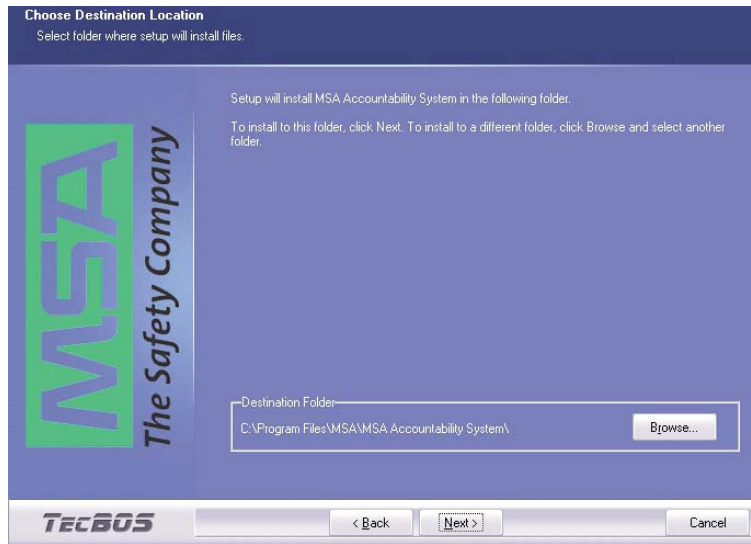 Choose Destination Location
Select folder where setup will install files.
Setup will install MSA Accountability System in the following folder.
To install to this folder, click Next. To install to a different folder, click Browse and select another
folder.
MSA
The Safety Company
Destination Folder
C:\Program Files\MSA\MSA Accountability System\
Browse...
TECBOS
< Back
Next >
Cancel